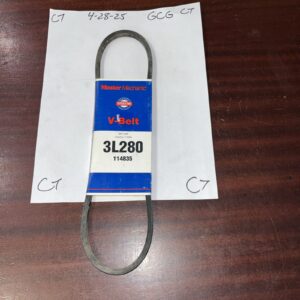 CT 4-28-25 GCG CT
Master Mechanic
V-Belt
3L280
114835
CT CT